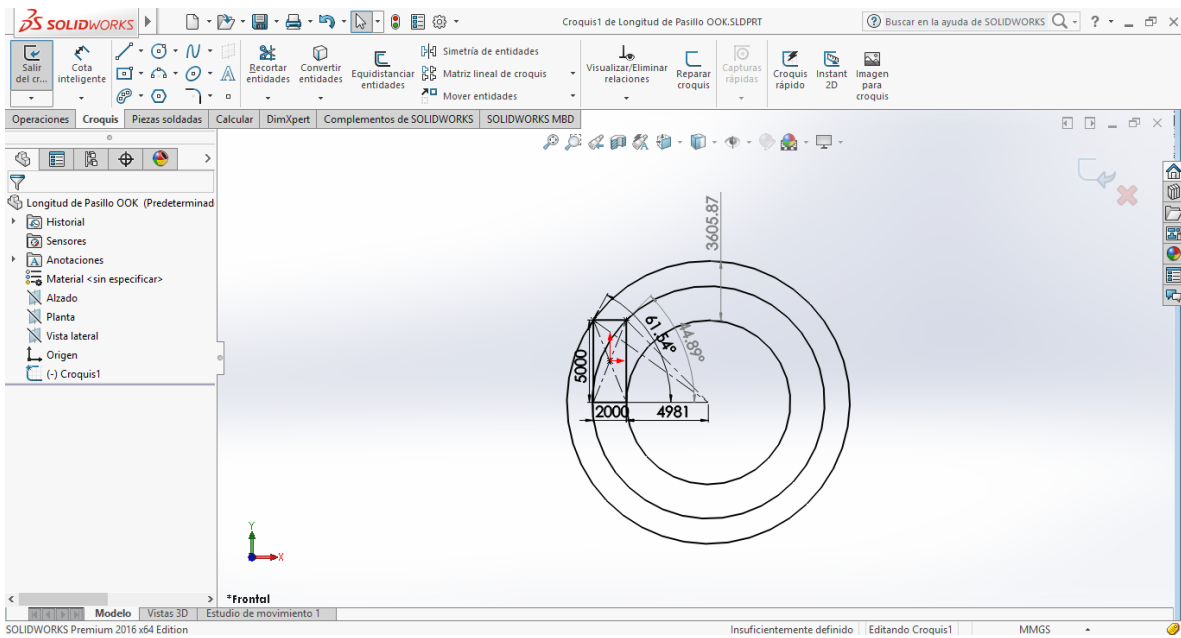 SOLIDWORKS
Croquis1 de Longitud de Pasillo OOK.SLDPRT
Buscar en la ayuda de SOLIDWORKS
Salir del cr...
Cota inteligente
Recortar entidades
Convertir entidades
Equidistanciar entidades
Simetría de entidades
Matriz lineal de croquis
Mover entidades
Visualizar/Eliminar relaciones
Reparar croquis
Capturas rápidas
Croquis rápido
Instant 2D
Imagen para croquis
Operaciones
Croquis
Piezas soldadas
Calcular
DimXpert
Complementos de SOLIDWORKS
SOLIDWORKS MBD
Longitud de Pasillo OOK (Predeterminad
Historial
Sensores
Anotaciones
Material <sin especificar>
Alzado
Planta
Vista lateral
Origen
(-) Croquis1
3605.87
61.54°
44.89°
5000
2000
4981
Y
X
*Frontal
Modelo
Vistas 3D
Estudio de movimiento 1
SOLIDWORKS Premium 2016 x64 Edition
Insuficientemente definido
Editando Croquis1
MMGS